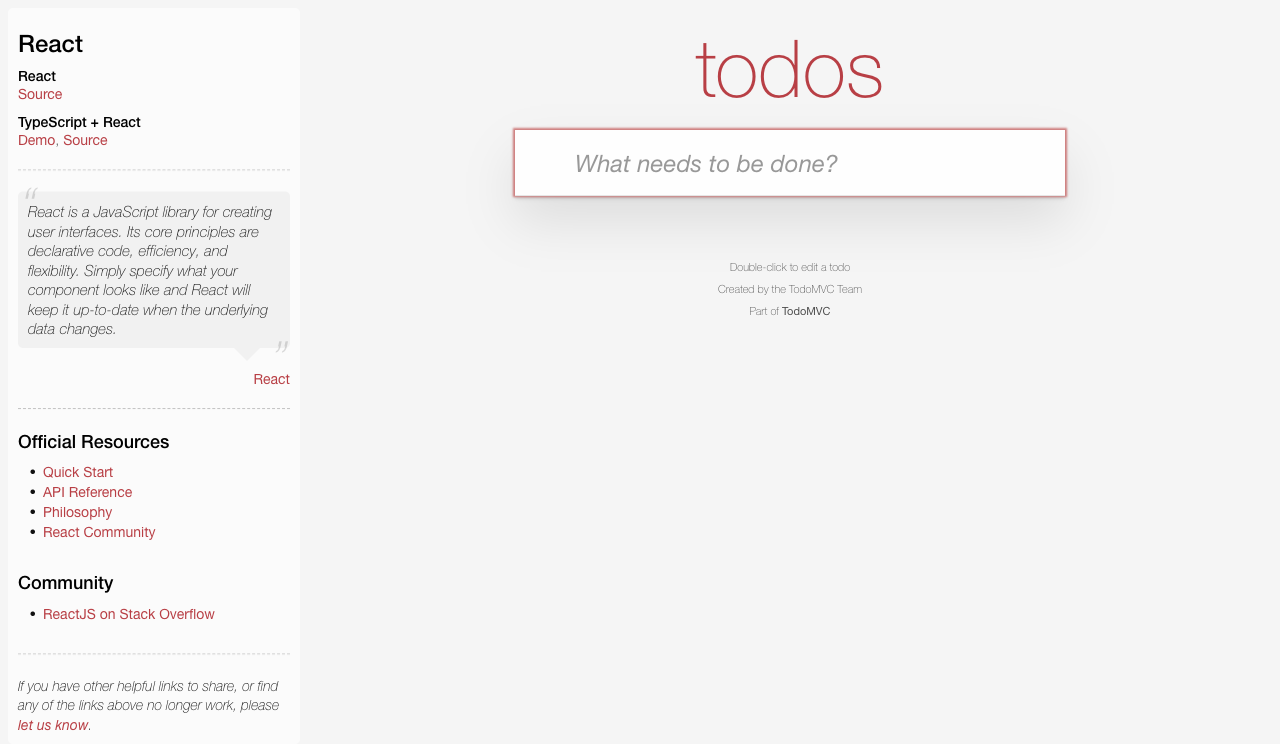 React
React
Source
TypeScript + React
Demo, Source
“
React is a JavaScript library for creating
user interfaces. Its core principles are
declarative code, efficiency, and
flexibility. Simply specify what your
component looks like and React will
keep it up-to-date when the underlying
data changes.
”
React
Official Resources
• Quick Start
• API Reference
• Philosophy
• React Community
Community
• ReactJS on Stack Overflow
If you have other helpful links to share, or find
any of the links above no longer work, please
let us know.
todos
What needs to be done?
Double-click to edit a todo
Created by the TodoMVC Team
Part of TodoMVC